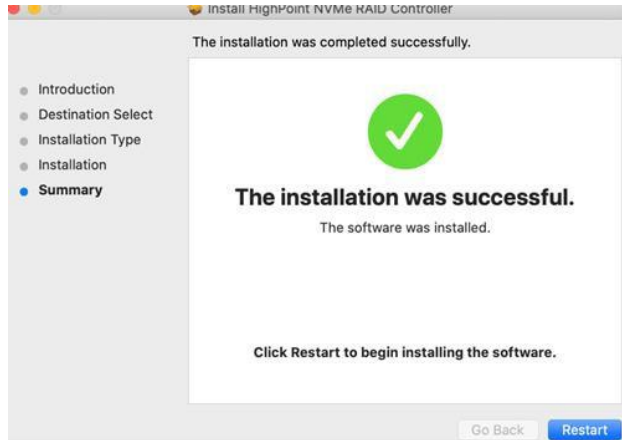 Install HighPoint NVMe RAID Controller
The installation was completed successfully.
Introduction
Destination Select
Installation Type
Installation
Summary
The installation was successful.
The software was installed.
Click Restart to begin installing the software.
Go Back
Restart